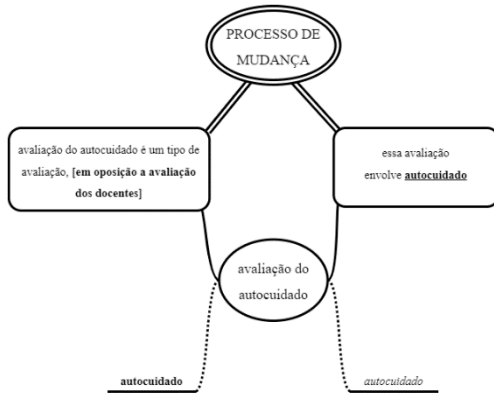 PROCESSO DE
MUDANÇA
avaliação do autocuidado é um tipo de
avaliação, [em oposição a avaliação
dos docentes]
essa avaliação
envolve autocuidado
avaliação do
autocuidado
autocuidado
autocuidado